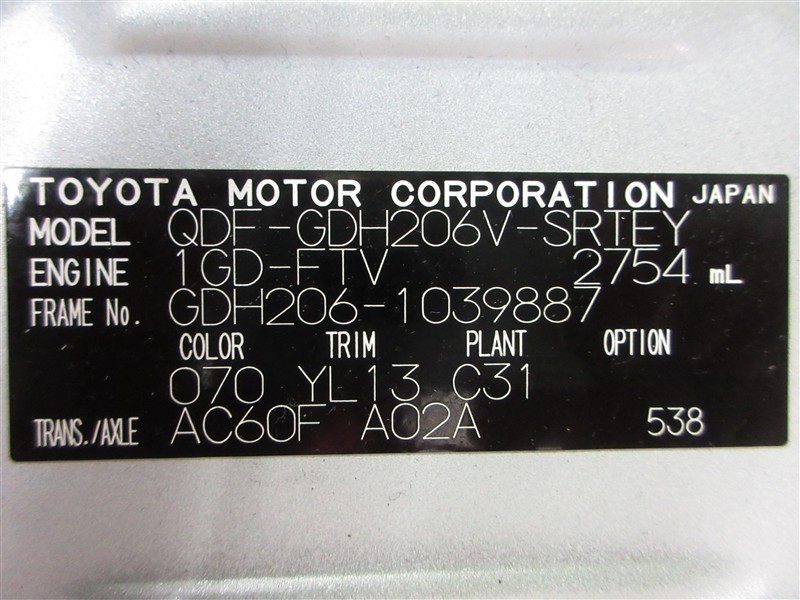 TOYOTA MOTOR CORPORATION JAPAN
MODEL QDF-GDH206V-SRTEY
ENGINE 1GD-FTV 2754 mL
FRAME No. GDH206-1039887
COLOR TRIM PLANT OPTION
070 YL13 C31
TRANS./AXLE AC60F A02A 538